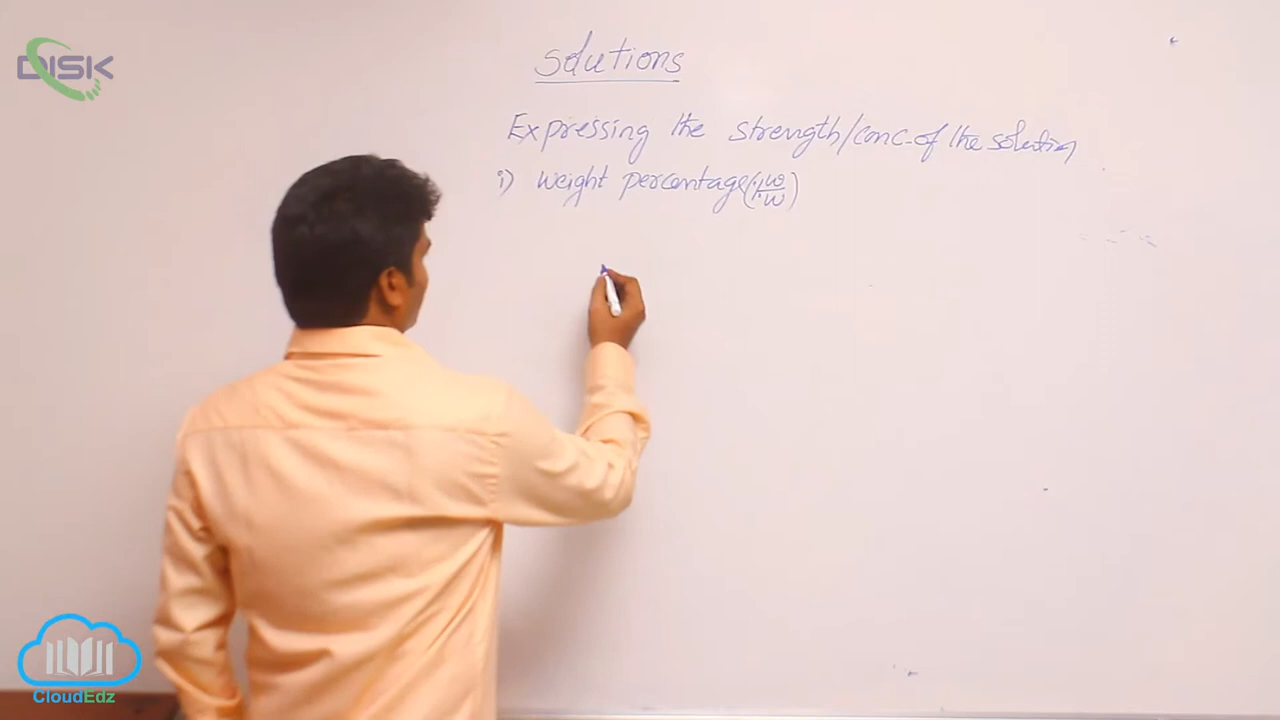 DISK
Solutions
Expressing the strength/conc. of the solution
i) Weight percentage (% w/w)
CloudEdz